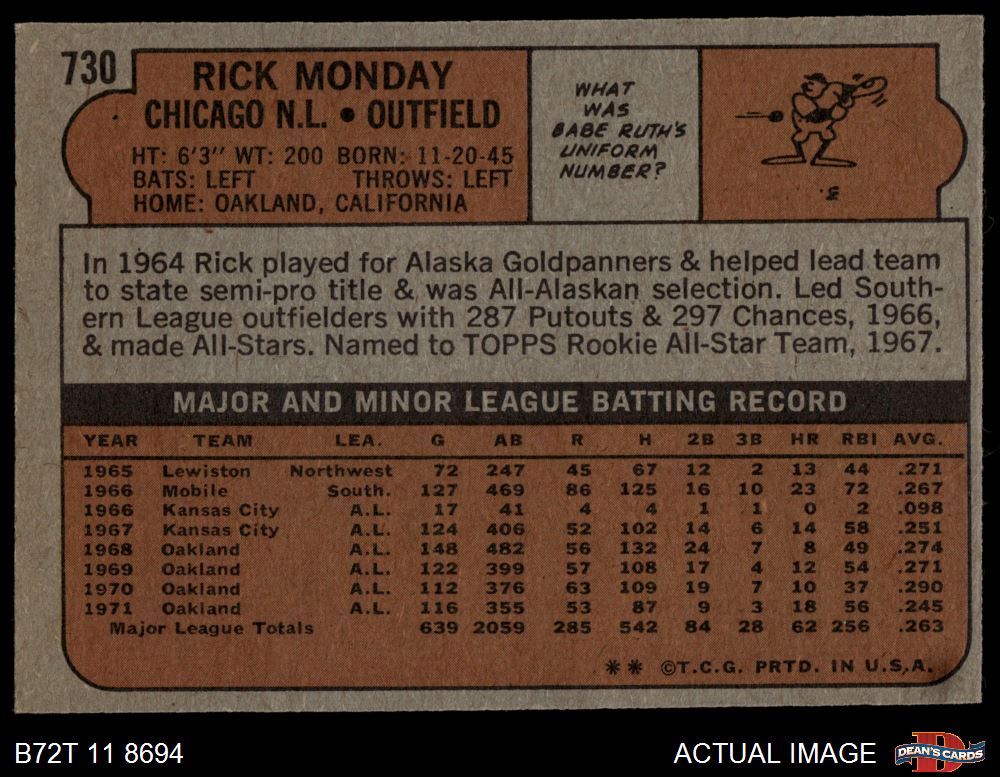 730
RICK MONDAY
CHICAGO N.L. • OUTFIELD
HT: 6'3" WT: 200 BORN: 11-20-45
BATS: LEFT THROWS: LEFT
HOME: OAKLAND, CALIFORNIA
WHAT
WAS
BABE RUTH'S
UNIFORM
NUMBER?
3
In 1964 Rick played for Alaska Goldpanners & helped lead team
to state semi-pro title & was All-Alaskan selection. Led South-
ern League outfielders with 287 Putouts & 297 Chances, 1966,
& made All-Stars. Named to TOPPS Rookie All-Star Team, 1967.
MAJOR AND MINOR LEAGUE BATTING RECORD
YEAR TEAM LEA. G AB R H 2B 3B HR RBI AVG.
1965 Lewiston Northwest 72 247 45 67 12 2 13 44 .271
1966 Mobile South. 127 469 86 125 16 10 23 72 .267
1966 Kansas City A.L. 17 41 4 4 1 1 0 2 .098
1967 Kansas City A.L. 124 406 52 102 14 6 14 58 .251
1968 Oakland A.L. 148 482 56 132 24 7 8 49 .274
1969 Oakland A.L. 122 399 57 108 17 4 12 54 .271
1970 Oakland A.L. 112 376 63 109 19 7 10 37 .290
1971 Oakland A.L. 116 355 53 87 9 3 18 56 .245
Major League Totals 639 2059 285 542 84 28 62 256 .263
** ©T.C.G. PRTD. IN U.S.A.
B72T 11 8694
ACTUAL IMAGE
D
DEAN'S CARDS